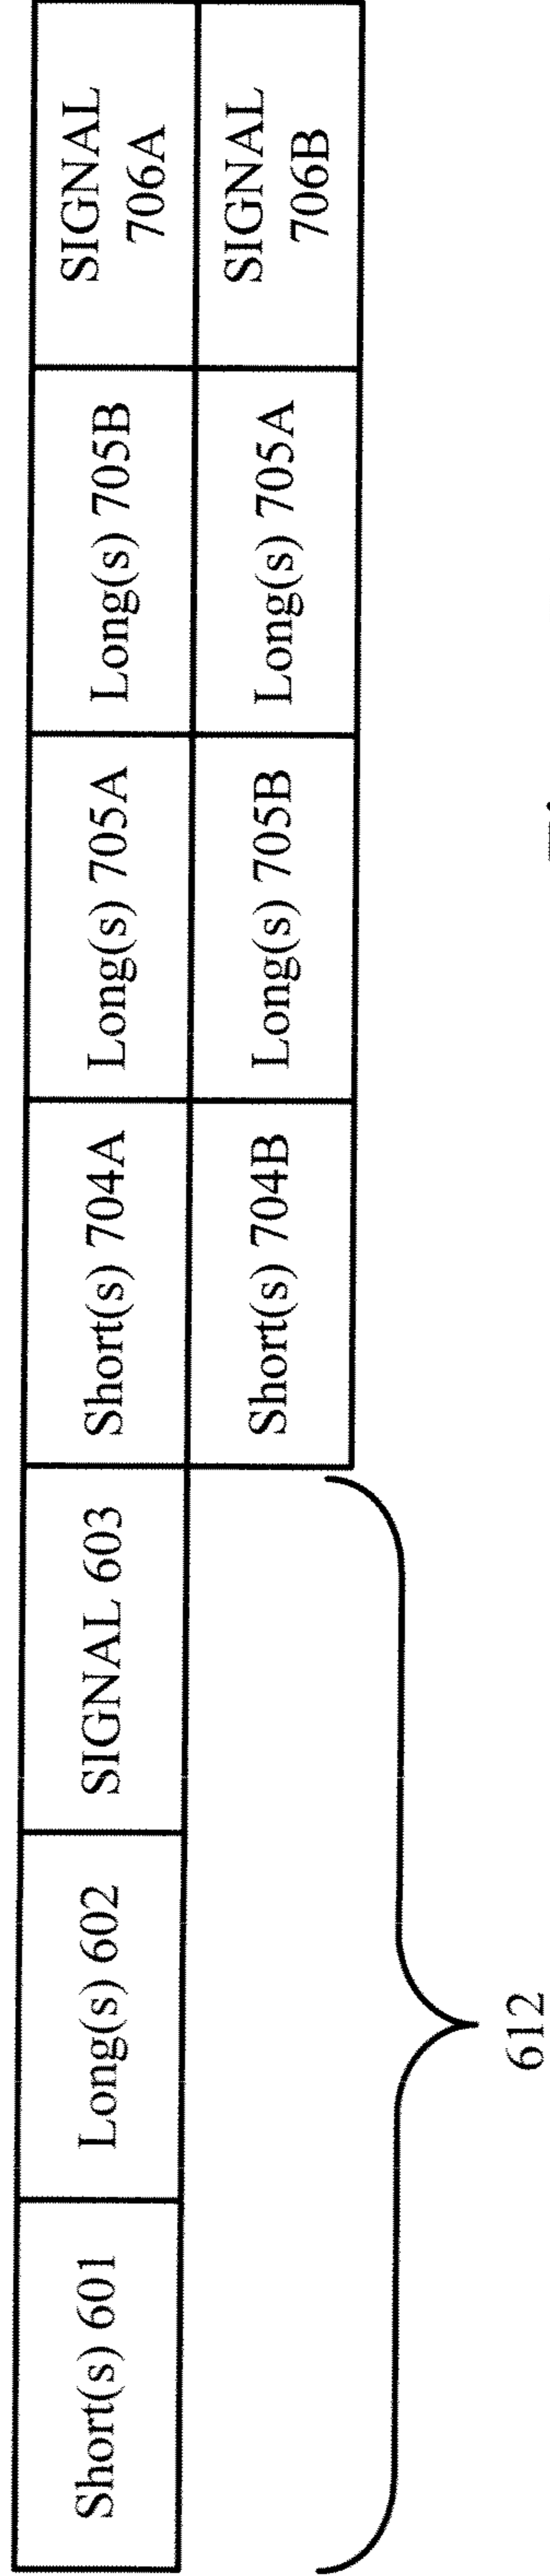 Short(s) 601
Long(s) 602
SIGNAL 603
Short(s) 704A
Long(s) 705A
Long(s) 705B
SIGNAL
706A
Short(s) 704B
Long(s) 705B
Long(s) 705A
SIGNAL
706B
612